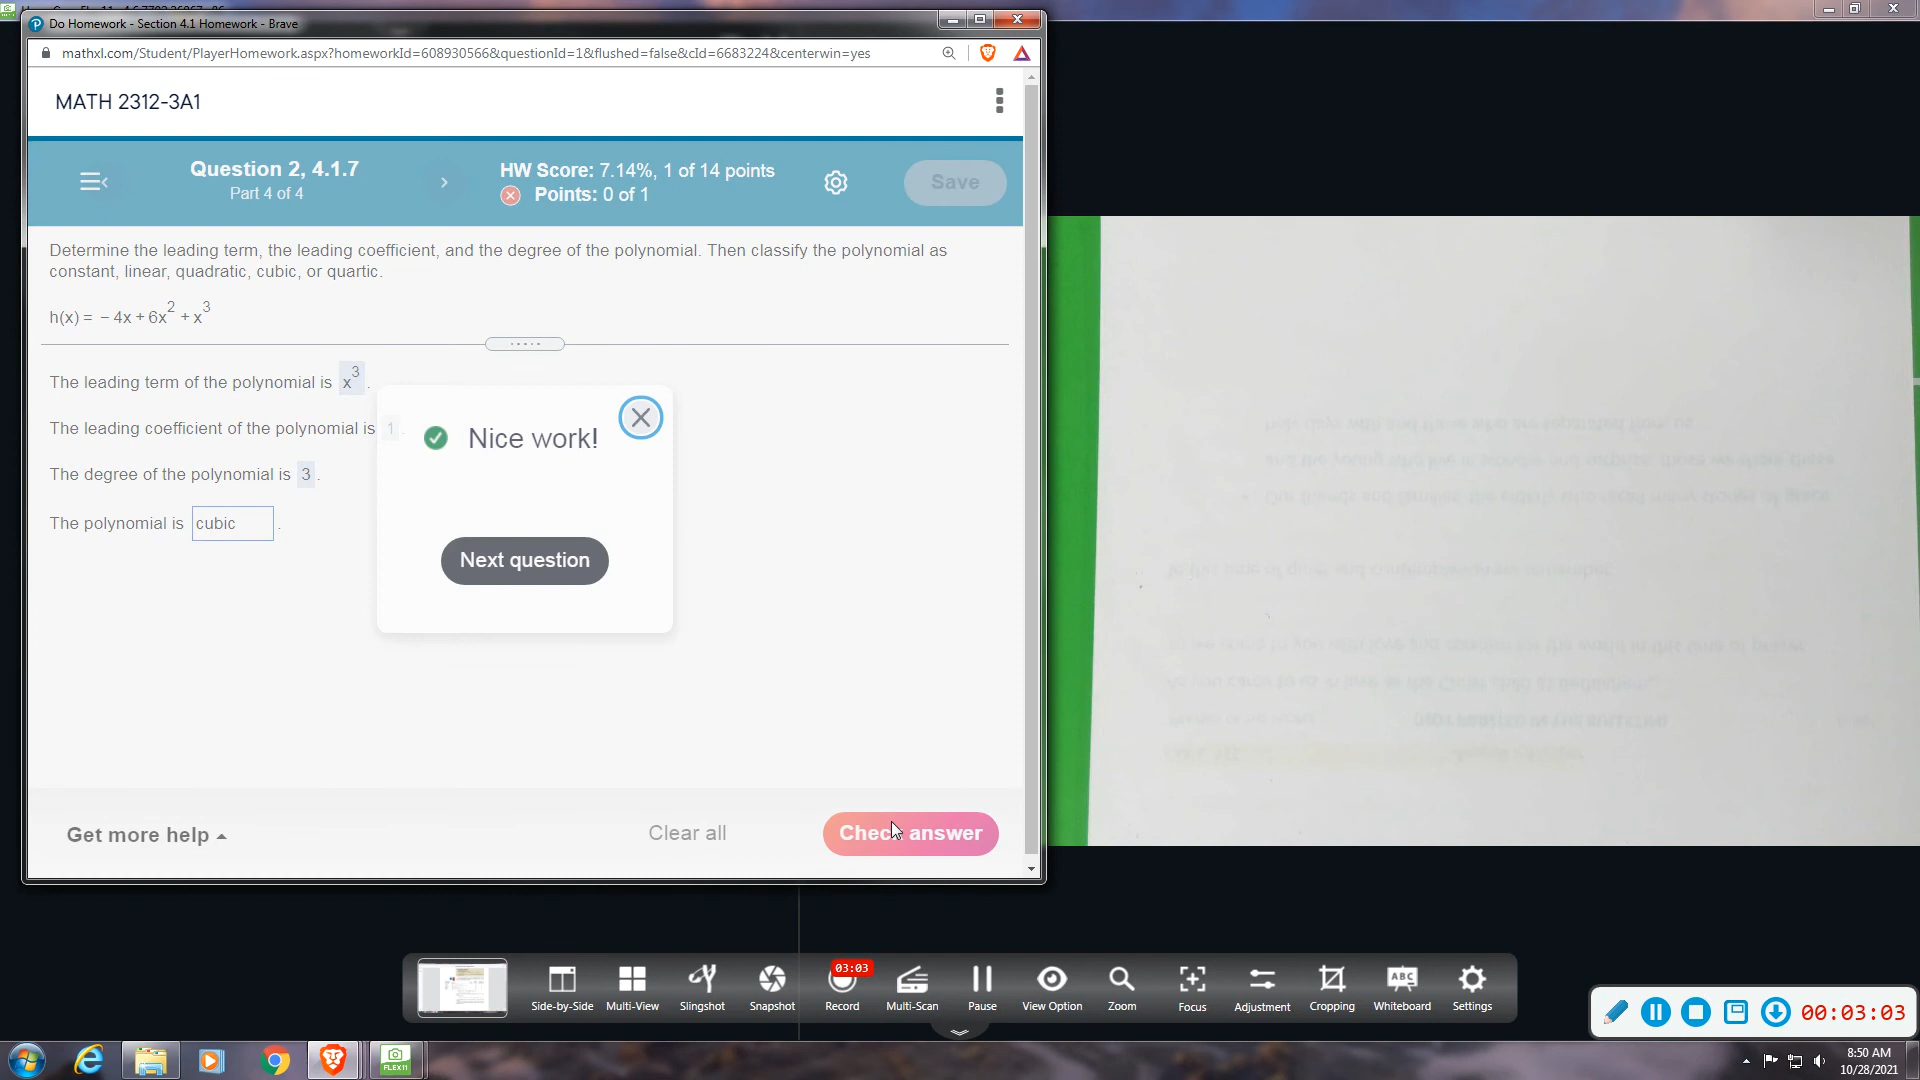 Do Homework - Section 4.1 Homework - Brave
mathxl.com/Student/PlayerHomework.aspx?homeworkId=608930566&questionId=1&flushed=false&cId=6683224&centerwin=yes
MATH 2312-3A1
Question 2, 4.1.7
Part 4 of 4
HW Score: 7.14%, 1 of 14 points
Points: 0 of 1
Save
Determine the leading term, the leading coefficient, and the degree of the polynomial. Then classify the polynomial as
constant, linear, quadratic, cubic, or quartic.
h(x) = − 4x + 6x² + x³
The leading term of the polynomial is x³.
The leading coefficient of the polynomial is 1.
The degree of the polynomial is 3.
The polynomial is cubic.
Nice work!
Next question
Get more help
Clear all
Check answer
Side-by-Side
Multi-View
Slingshot
Snapshot
03:03
Record
Multi-Scan
Pause
View Option
Zoom
Focus
Adjustment
Cropping
ABC
Whiteboard
Settings
00:03:03
FLEX11
8:50 AM
10/28/2021